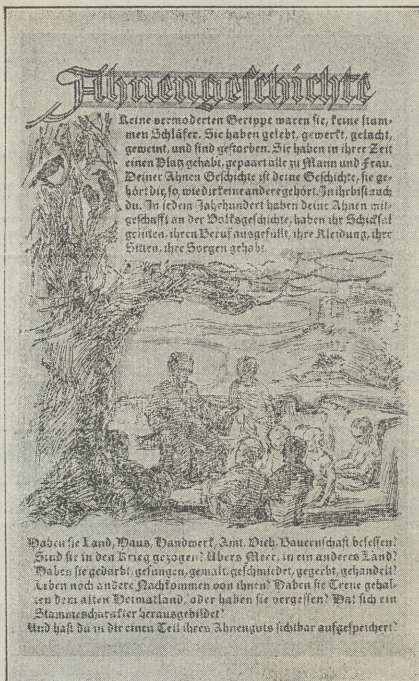 Ahnengeschichte
Keine vermoderten Gerippe waren sie, keine stum-
men Schläfer. Sie haben gelebt, gewerkt, gelacht,
geweint, und sind gestorben. Sie haben in ihrer Zeit
einen Platz gehabt, gepaart alle zu Mann und Frau.
Deiner Ahnen Geschichte ist deine Geschichte, sie ge-
hört dir, so, wie dir keine andere gehört. In ihr bist auch
du. In jedem Jahrhundert haben deine Ahnen mit-
geschafft an der Volksgeschichte, haben ihr Schicksal
gelitten, ihren Beruf ausgefüllt, ihre Kleidung, ihre
Sitten, ihre Sorgen gehabt.
Haben sie Land, Haus, Handwerk, Amt, Vieh, Bauernschaft besessen?
Sind sie in den Krieg gezogen? Übers Meer, in ein anderes Land?
Haben sie gedarbt, gesungen, gemalt, geschmiedet, gegerbt, gehandelt?
Leben noch andere Nachkommen von ihnen? Haben sie Treue gehal-
ten dem alten Heimatland, oder haben sie vergessen? Hat sich ein
Stammescharakter herausgebildet?
Und hast du in dir einen Teil ihres Ahnenguts sichtbar aufgespeichert?